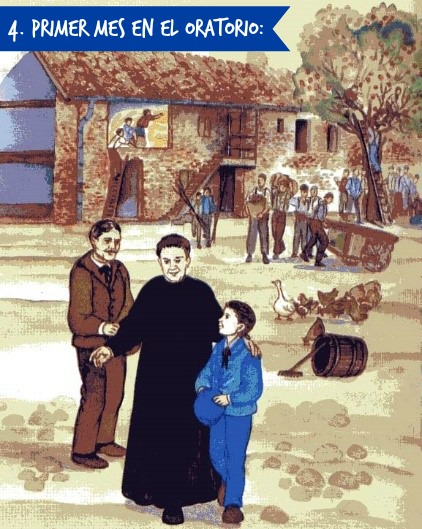 4. PRIMER MES EN EL ORATORIO: